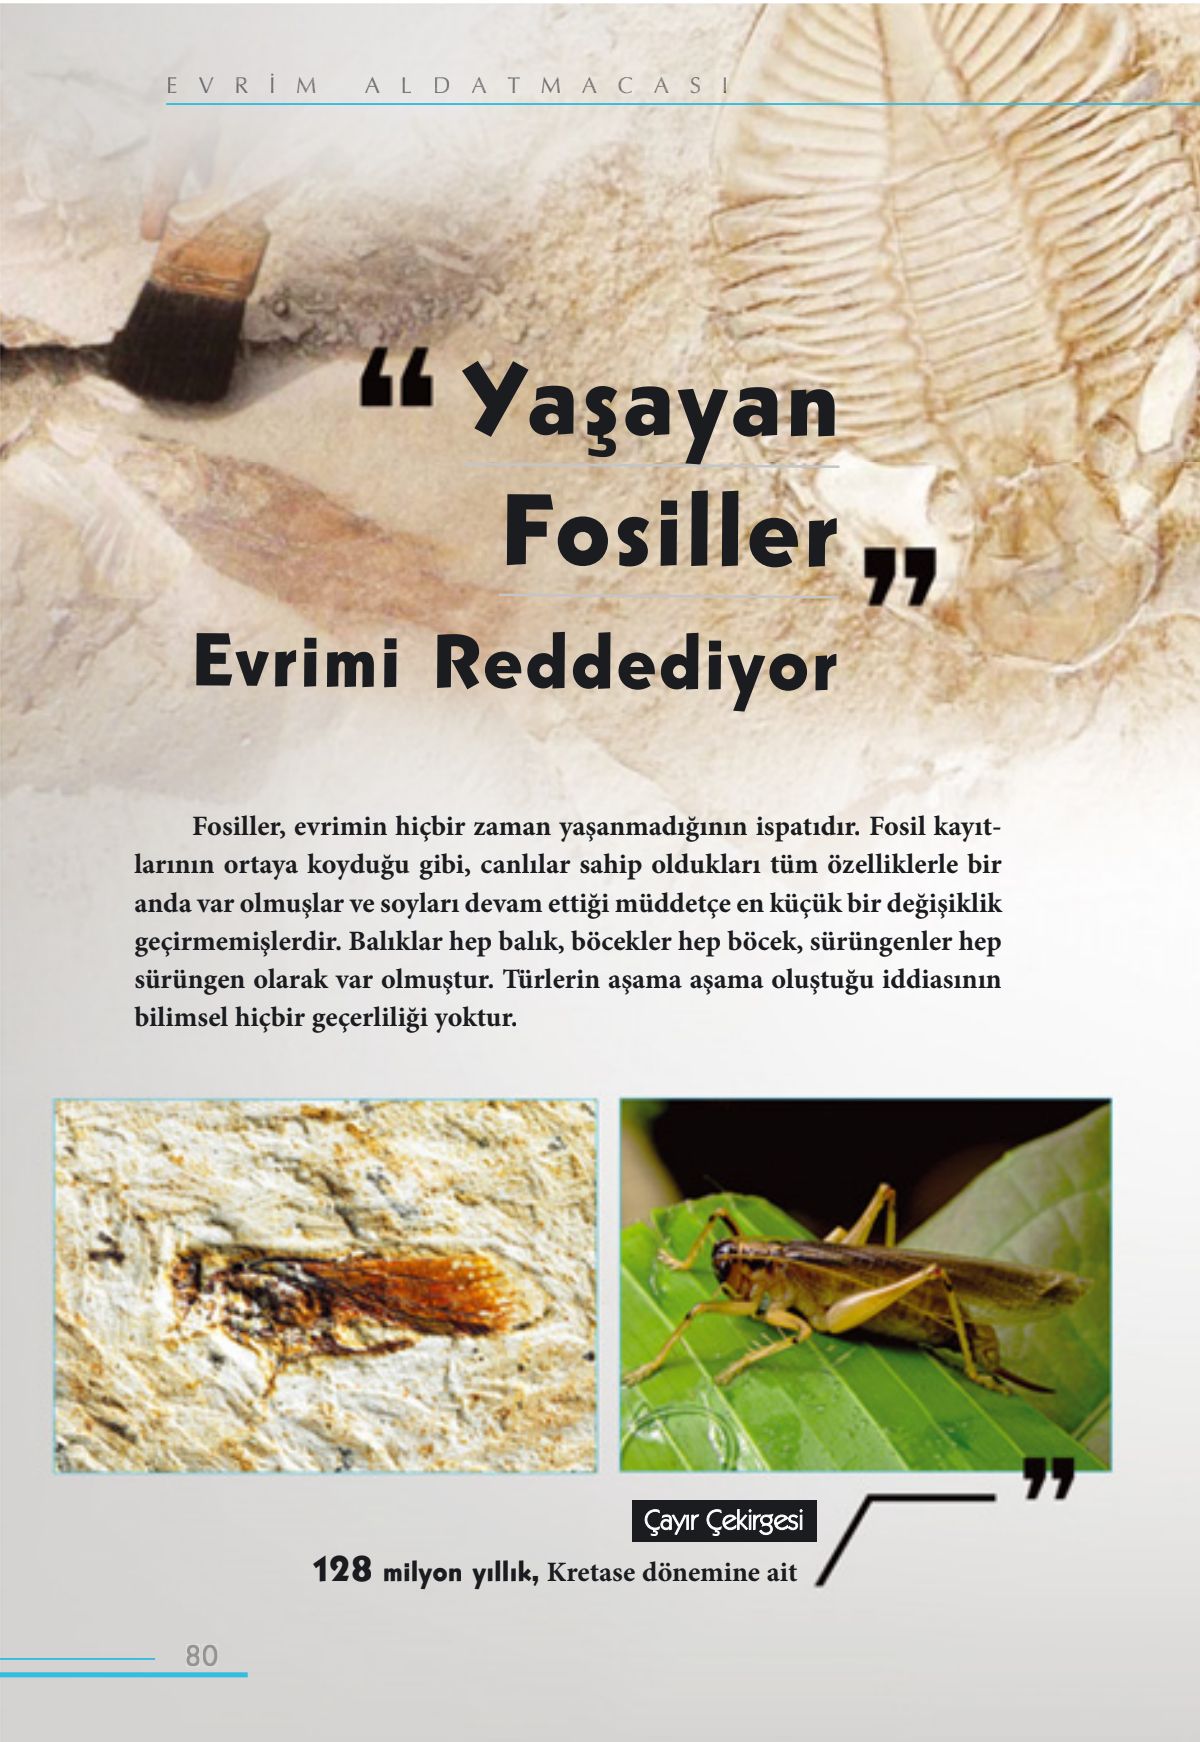 EVRİM ALDATMACASI
“ Yaşayan
Fosiller ”
Evrimi Reddediyor
Fosiller, evrimin hiçbir zaman yaşanmadığının ispatıdır. Fosil kayıt-
larının ortaya koyduğu gibi, canlılar sahip oldukları tüm özelliklerle bir
anda var olmuşlar ve soyları devam ettiği müddetçe en küçük bir değişiklik
geçirmemişlerdir. Balıklar hep balık, böcekler hep böcek, sürüngenler hep
sürüngen olarak var olmuştur. Türlerin aşama aşama oluştuğu iddiasının
bilimsel hiçbir geçerliliği yoktur.
”
Çayır Çekirgesi
128 milyon yıllık, Kretase dönemine ait
80